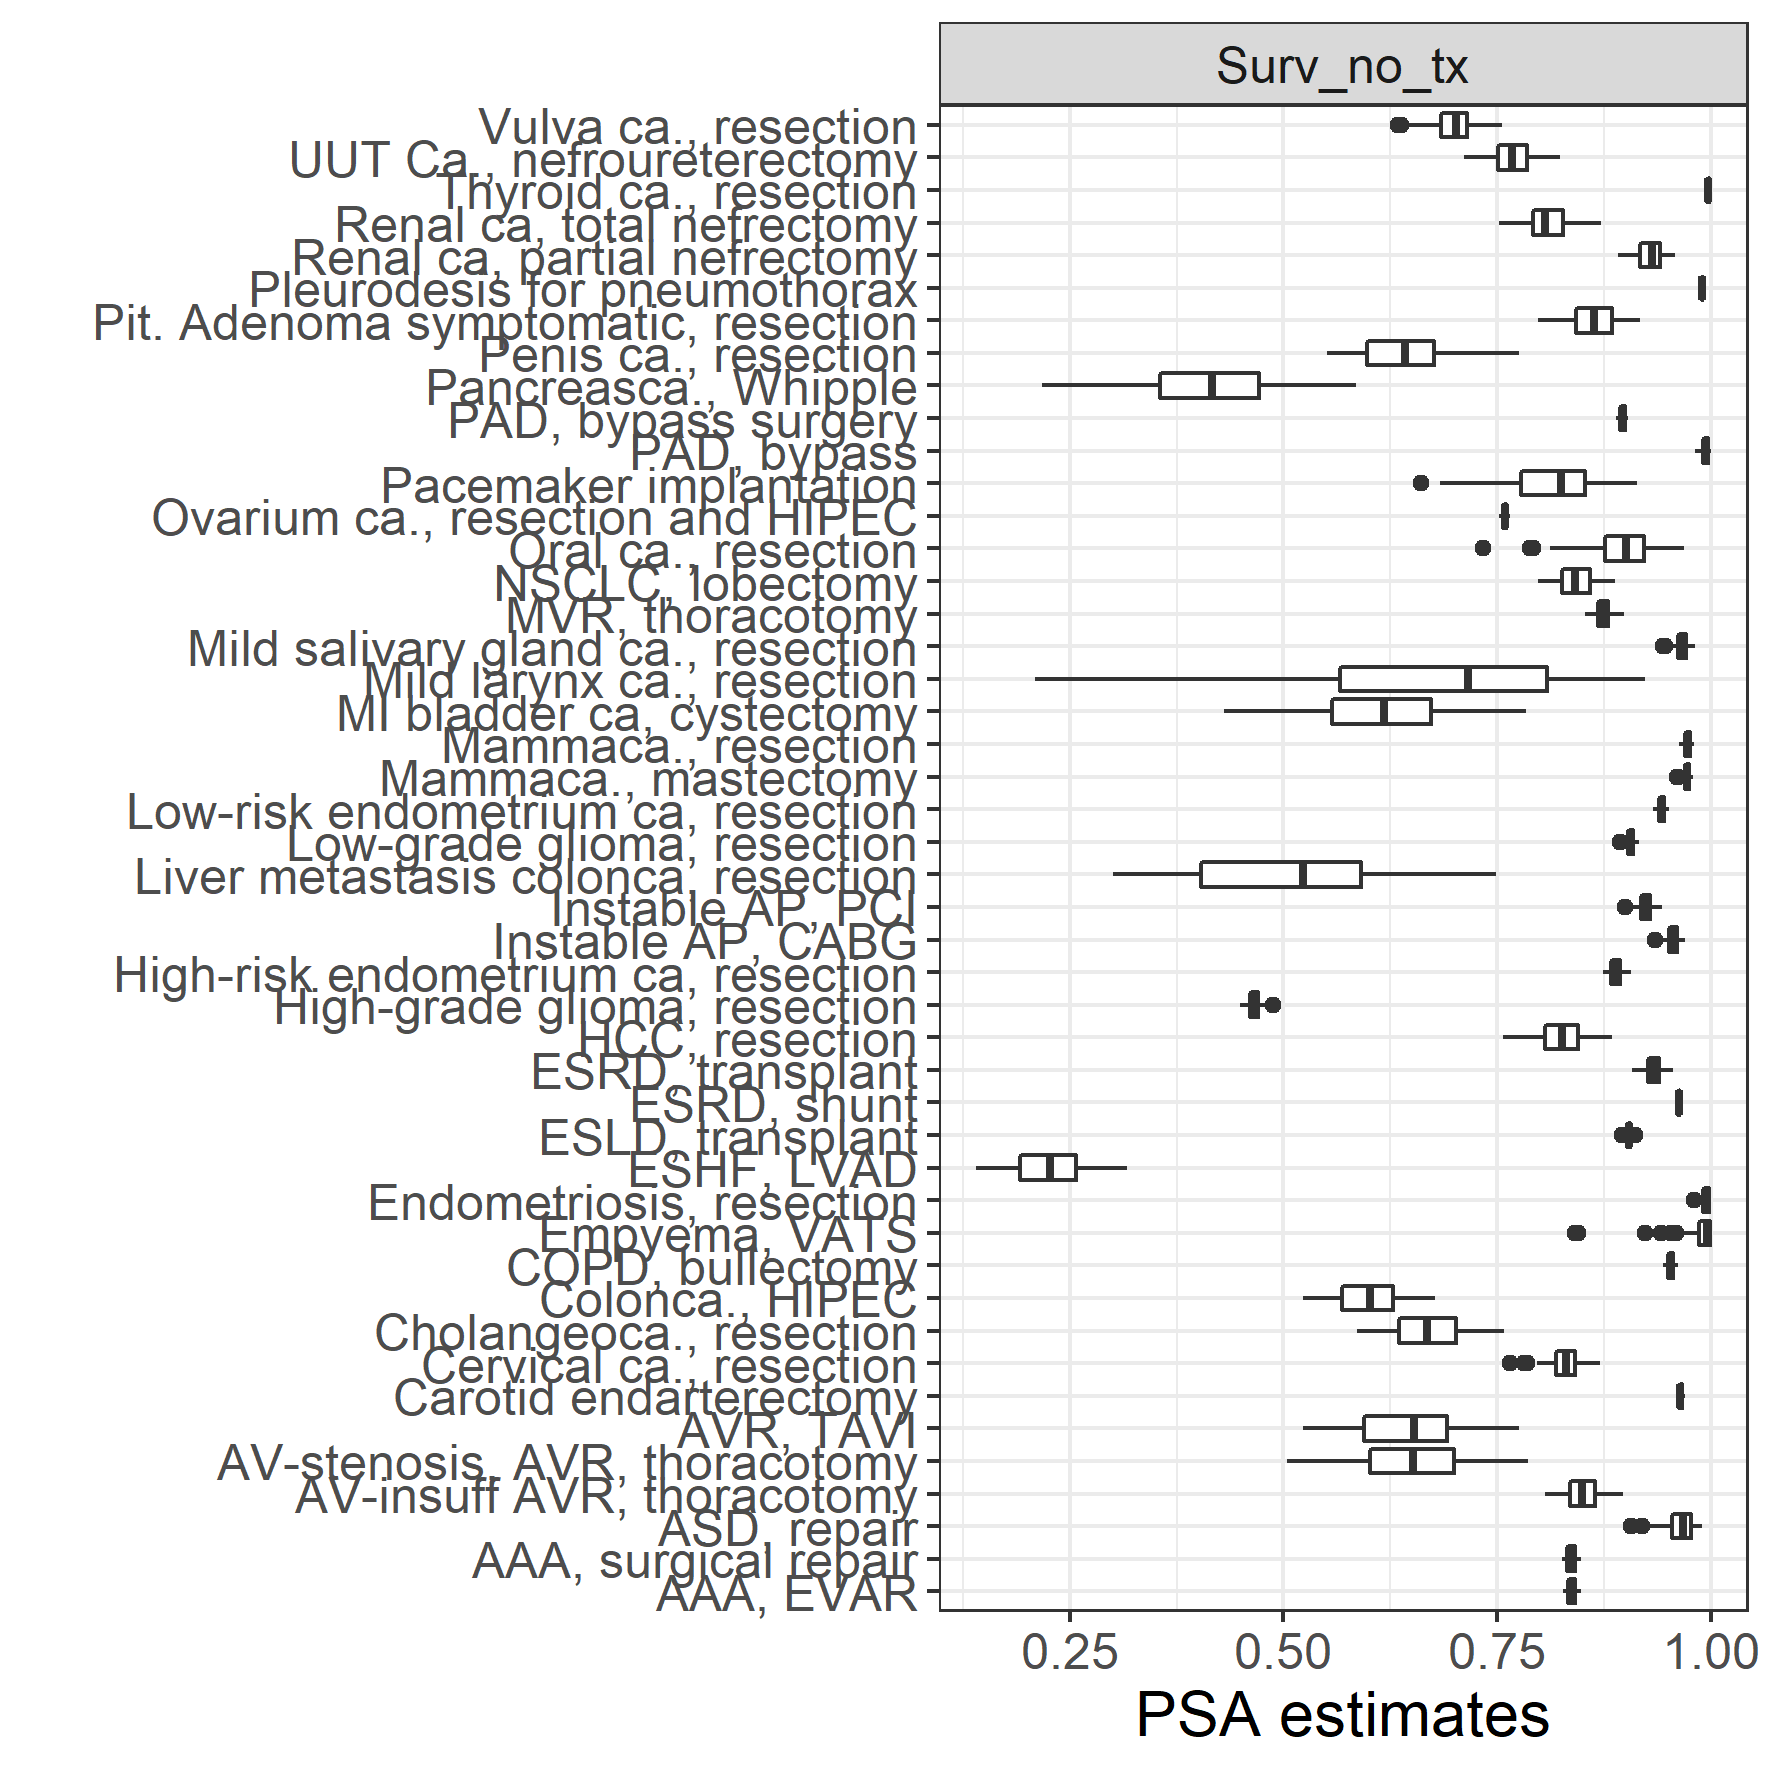 Surv_no_tx
Vulva ca., resection
UUT Ca., nefroureterectomy
Thyroid ca., resection
Renal ca, total nefrectomy
Renal ca, partial nefrectomy
Pleurodesis for pneumothorax
Pit. Adenoma symptomatic, resection
Penis ca., resection
Pancreasca., Whipple
PAD, bypass surgery
PAD, bypass
Pacemaker implantation
Ovarium ca., resection and HIPEC
Oral ca., resection
NSCLC, lobectomy
MVR, thoracotomy
Mild salivary gland ca., resection
Mild larynx ca., resection
MI bladder ca, cystectomy
Mammaca., resection
Mammaca., mastectomy
Low-risk endometrium ca, resection
Low-grade glioma, resection
Liver metastasis colonca, resection
Instable AP, PCI
Instable AP, CABG
High-risk endometrium ca, resection
High-grade glioma, resection
HCC, resection
ESRD, transplant
ESRD, shunt
ESLD, transplant
ESHF, LVAD
Endometriosis, resection
Empyema, VATS
COPD, bullectomy
Colonca., HIPEC
Cholangeoca., resection
Cervical ca., resection
Carotid endarterectomy
AVR, TAVI
AV-stenosis, AVR, thoracotomy
AV-insuff AVR, thoracotomy
ASD, repair
AAA, surgical repair
AAA, EVAR
0.25 0.50 0.75 1.00
PSA estimates